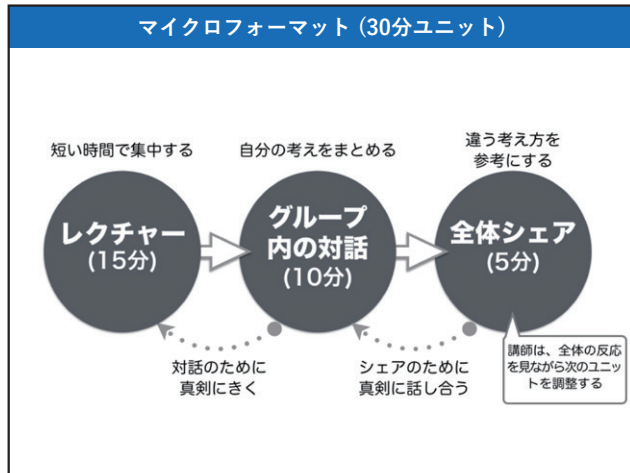 マイクロフォーマット (30分ユニット)
短い時間で集中する
自分の考えをまとめる
違う考え方を
参考にする
レクチャー
(15分)
グループ
内の対話
(10分)
全体シェア
(5分)
対話のために
真剣にきく
シェアのために
真剣に話し合う
講師は、全体の反応
を見ながら次のユニッ
トを調整する